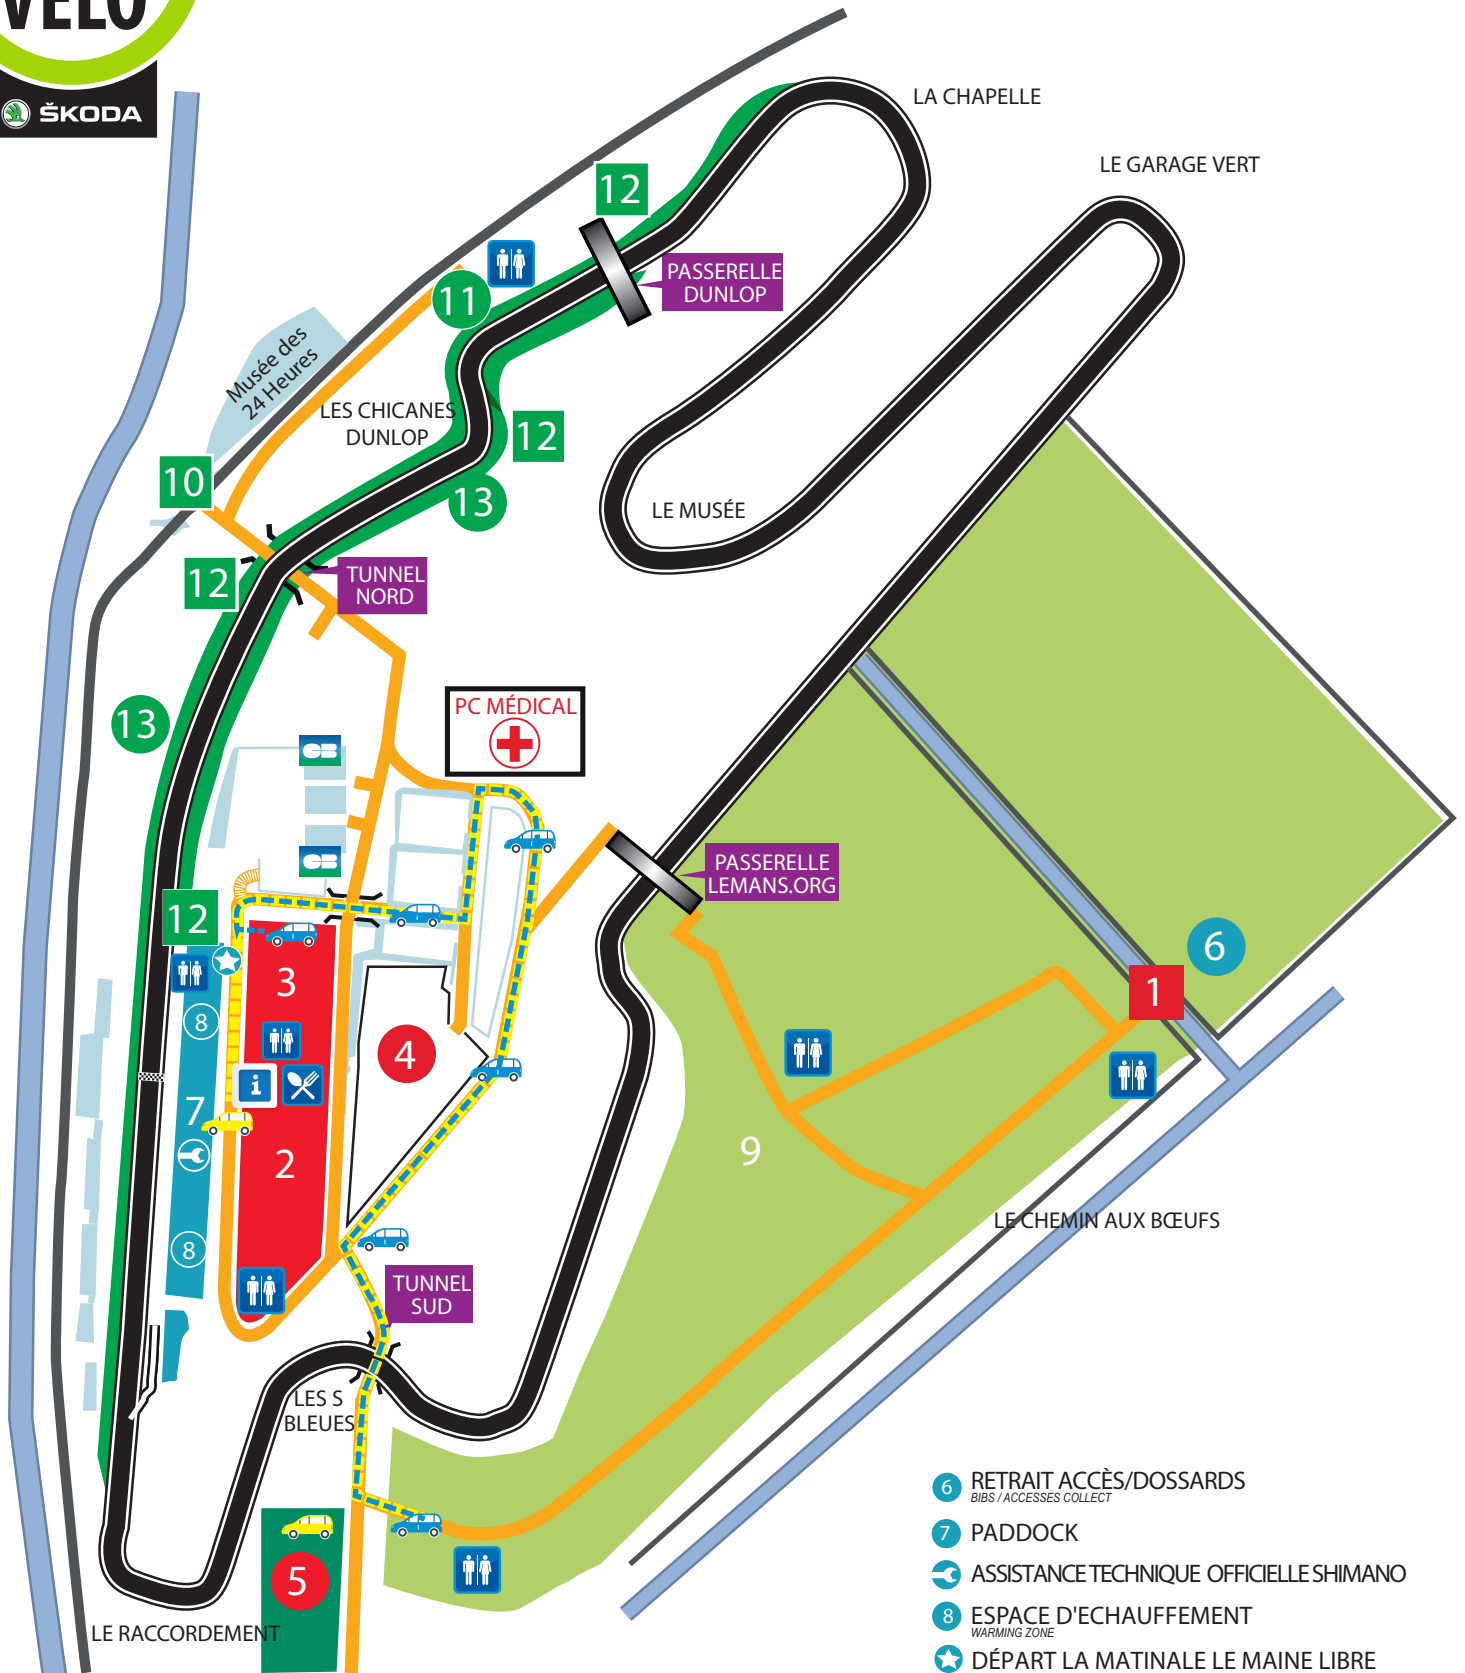 VÉLO
ŠKODA
LA CHAPELLE
LE GARAGE VERT
12
PASSERELLE
DUNLOP
11
Musée des
24 Heures
LES CHICANES
DUNLOP
12
10
13
LE MUSÉE
12
TUNNEL
NORD
13
PC MÉDICAL
CB
CB
PASSERELLE
LEMANS.ORG
12
6
3
1
8
4
i
7
9
2
LE CHEMIN AUX BŒUFS
8
TUNNEL
SUD
LES S
BLEUES
5
LE RACCORDEMENT
6 RETRAIT ACCÈS/DOSSARDS
BIBS / ACCESSES COLLECT
7 PADDOCK
ASSISTANCE TECHNIQUE OFFICIELLE SHIMANO
8 ESPACE D'ECHAUFFEMENT
WARMING ZONE
DÉPART LA MATINALE LE MAINE LIBRE